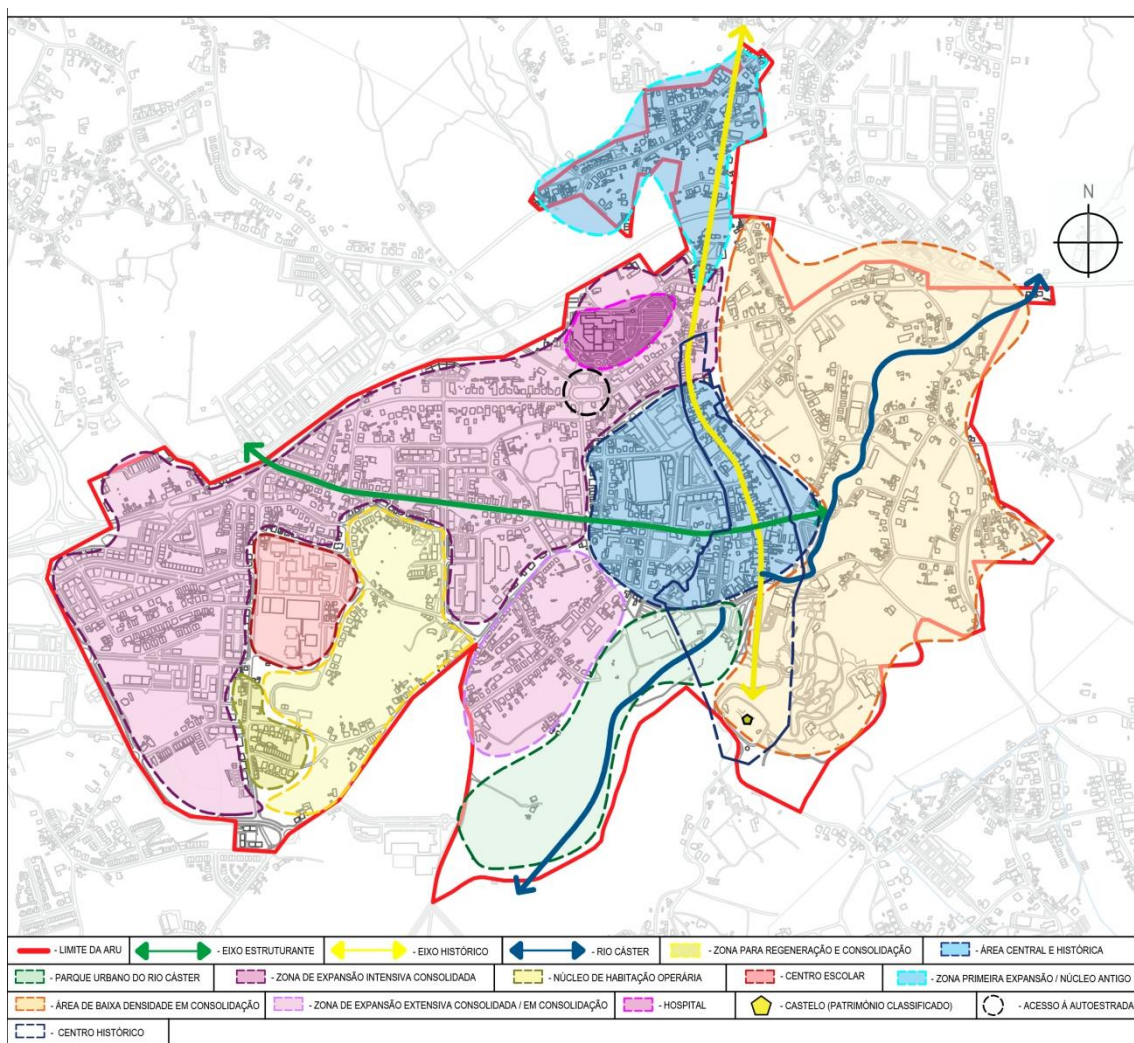 N
- LIMITE DA ARU
- EIXO ESTRUTURANTE
- EIXO HISTÓRICO
- RIO CÁSTER
- ZONA PARA REGENERAÇÃO E CONSOLIDAÇÃO
- ÁREA CENTRAL E HISTÓRICA
- PARQUE URBANO DO RIO CÁSTER
- ZONA DE EXPANSÃO INTENSIVA CONSOLIDADA
- NÚCLEO DE HABITAÇÃO OPERÁRIA
- CENTRO ESCOLAR
- ZONA PRIMEIRA EXPANSÃO / NÚCLEO ANTIGO
- ÁREA DE BAIXA DENSIDADE EM CONSOLIDAÇÃO
- ZONA DE EXPANSÃO EXTENSIVA CONSOLIDADA / EM CONSOLIDAÇÃO
- HOSPITAL
- CASTELO (PATRIMÓNIO CLASSIFICADO)
- ACESSO À AUTOESTRADA
- CENTRO HISTÓRICO